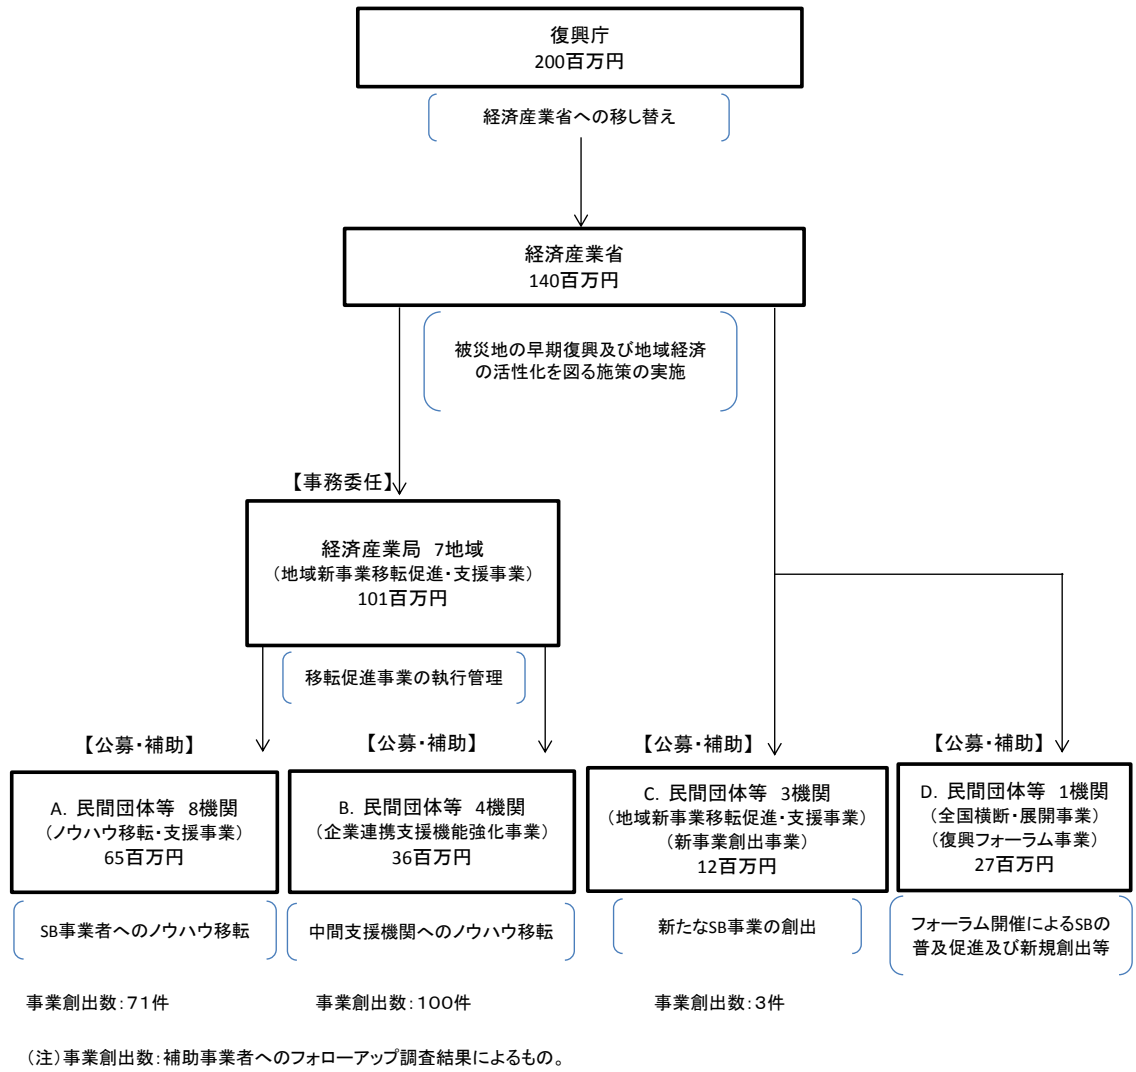 復興庁
200百万円
経済産業省への移し替え
経済産業省
140百万円
被災地の早期復興及び地域経済
の活性化を図る施策の実施
【事務委任】
経済産業局　7地域
（地域新事業移転促進・支援事業）
101百万円
移転促進事業の執行管理
【公募・補助】
A. 民間団体等　8機関
（ノウハウ移転・支援事業）
65百万円
SB事業者へのノウハウ移転
事業創出数：71件
【公募・補助】
B. 民間団体等　4機関
（企業連携支援機能強化事業）
36百万円
中間支援機関へのノウハウ移転
事業創出数：100件
【公募・補助】
C. 民間団体等　3機関
（地域新事業移転促進・支援事業）
（新事業創出事業）
12百万円
新たなSB事業の創出
事業創出数：3件
【公募・補助】
D. 民間団体等　1機関
（全国横断・展開事業）
（復興フォーラム事業）
27百万円
フォーラム開催によるSBの
普及促進及び新規創出等
（注）事業創出数：補助事業者へのフォローアップ調査結果によるもの。